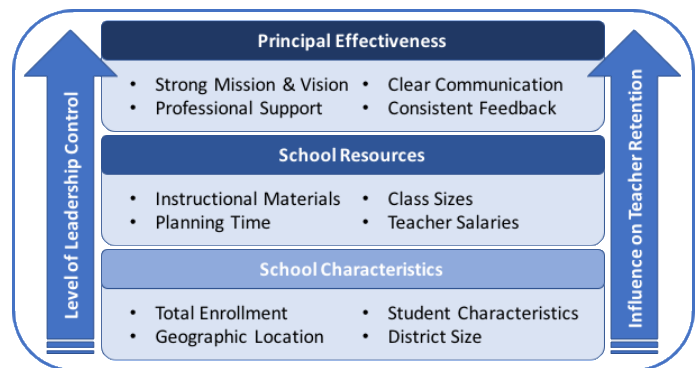 Level of Leadership Control
Principal Effectiveness
• Strong Mission & Vision • Clear Communication
• Professional Support • Consistent Feedback
School Resources
• Instructional Materials • Class Sizes
• Planning Time • Teacher Salaries
School Characteristics
• Total Enrollment • Student Characteristics
• Geographic Location • District Size
Influence on Teacher Retention